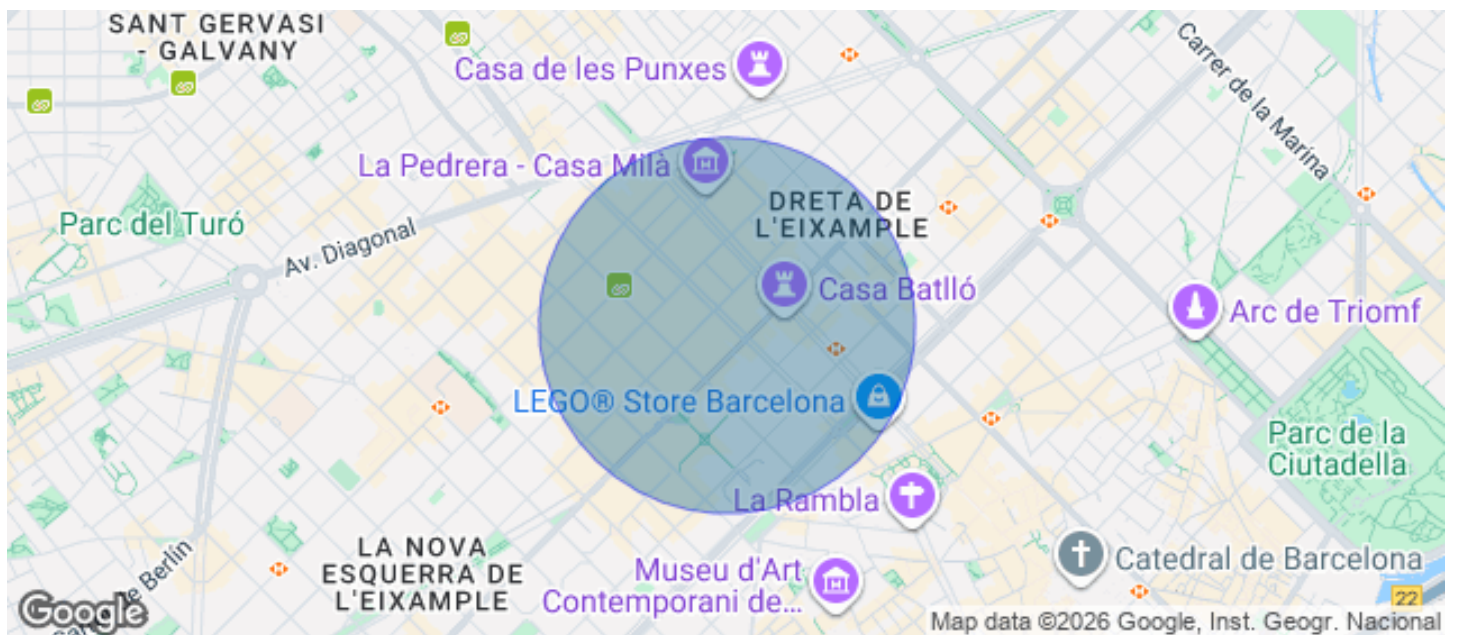 SANT GERVASI
- GALVANY
Casa de les Punxes
Carrer de la Marina
La Pedrera - Casa Milà
DRETA DE
L'EIXAMPLE
Parc del Turó
Av. Diagonal
Casa Batlló
Arc de Triomf
LEGO® Store Barcelona
Parc de la
Ciutadella
La Rambla
LA NOVA
ESQUERRA DE
L'EIXAMPLE
Museu d'Art
Contemporani de...
Catedral de Barcelona
de Berlín
22
Google
Map data ©2026 Google, Inst. Geogr. Nacional